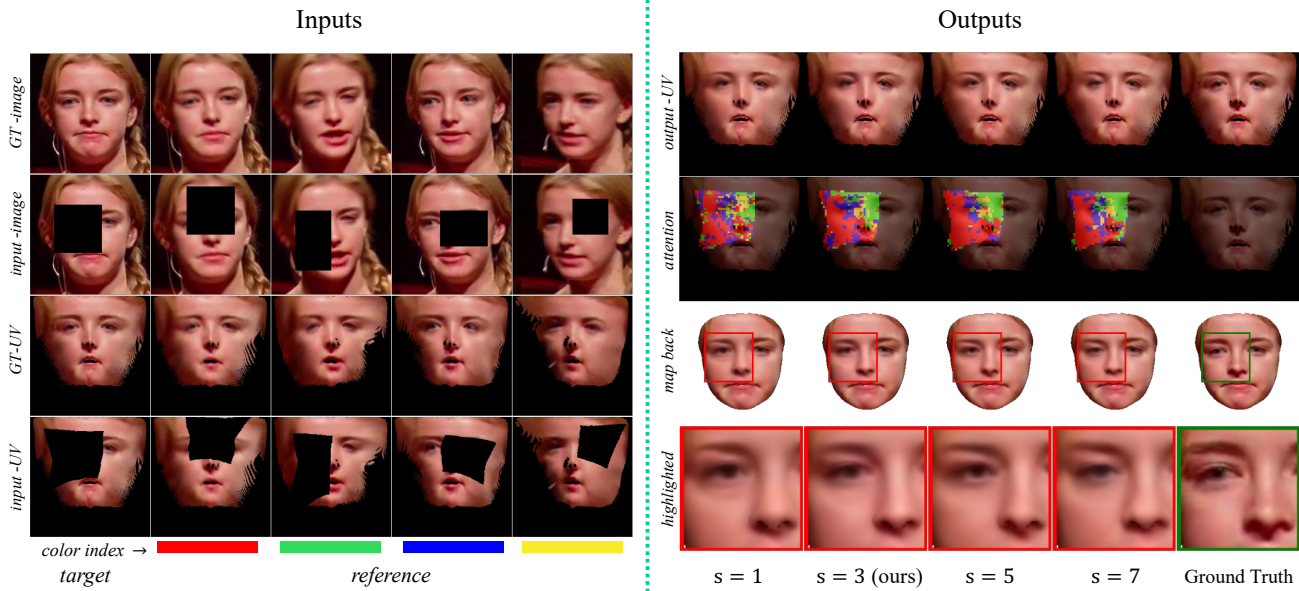 Inputs
Outputs
GT -image
input -image
GT-UV
input -UV
color index →
target
reference
output -UV
attention
map back
highlighted
s = 1
s = 3 (ours)
s = 5
s = 7
Ground Truth